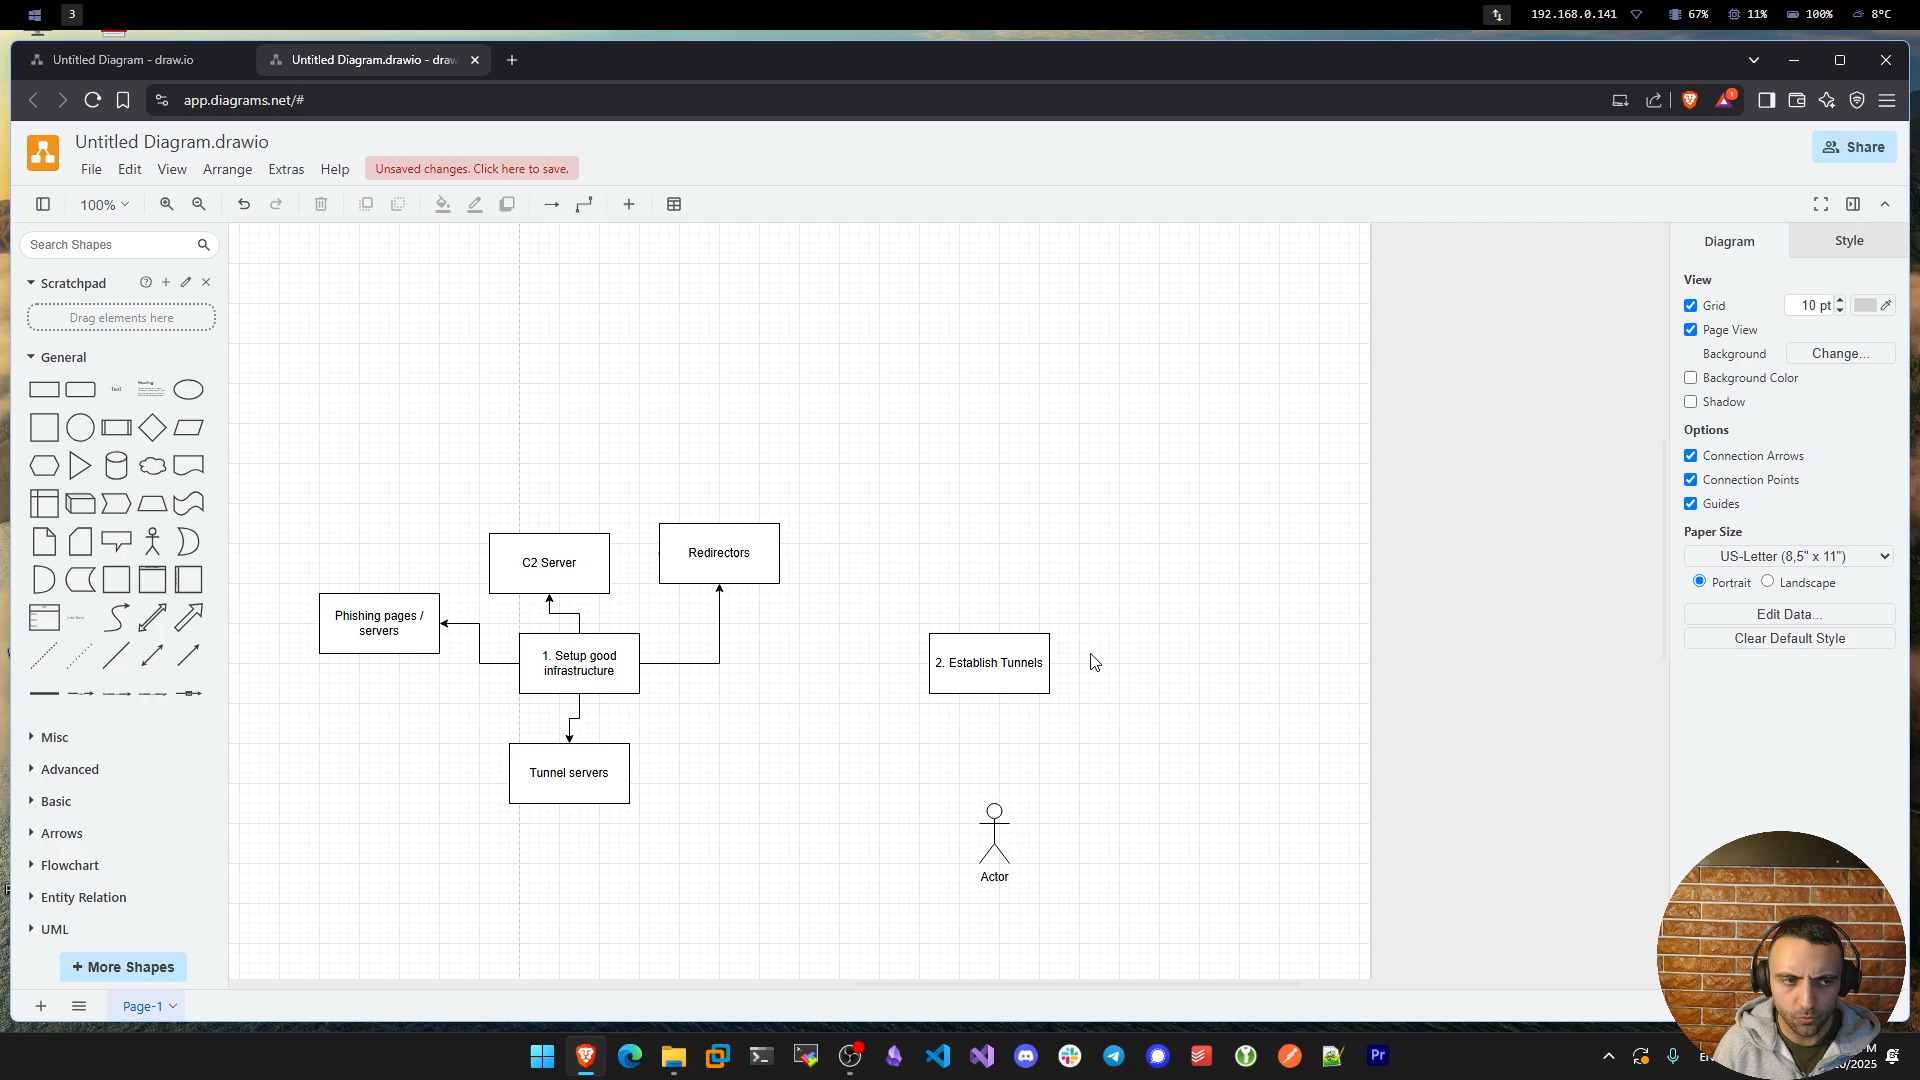 3
192.168.0.141
67%
11%
100%
8°C
Untitled Diagram - draw.io
Untitled Diagram.drawio - draw
app.diagrams.net/#
1
Untitled Diagram.drawio
Share
File
Edit
View
Arrange
Extras
Help
Unsaved changes. Click here to save.
100%
Search Shapes
Scratchpad
Drag elements here
General
Text
Heading
Misc
Advanced
Basic
Arrows
Flowchart
Entity Relation
UML
+ More Shapes
Page-1
C2 Server
Redirectors
Phishing pages /
servers
1. Setup good
infrastructure
2. Establish Tunnels
Tunnel servers
Actor
Diagram
Style
View
Grid
10 pt
Page View
Background
Change...
Background Color
Shadow
Options
Connection Arrows
Connection Points
Guides
Paper Size
US-Letter (8,5" x 11")
Portrait
Landscape
Edit Data...
Clear Default Style
Pr